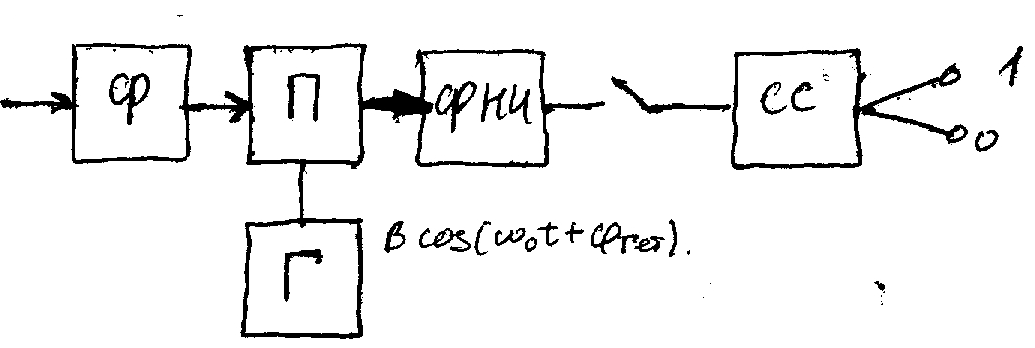 Ф П ФНЧ СС 1
0
Г B cos(ω₀t+φгет).